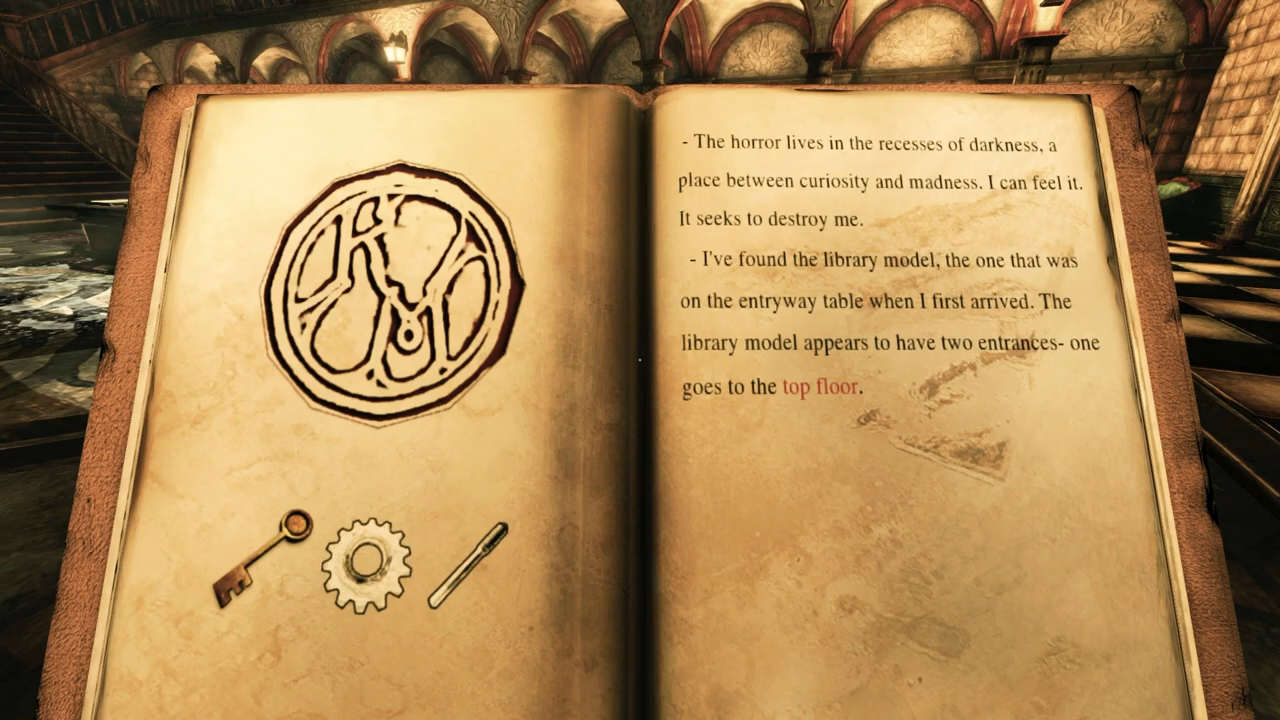 - The horror lives in the recesses of darkness, a
place between curiosity and madness. I can feel it.
It seeks to destroy me.
- I've found the library model, the one that was
on the entryway table when I first arrived. The
library model appears to have two entrances- one
goes to the top floor.